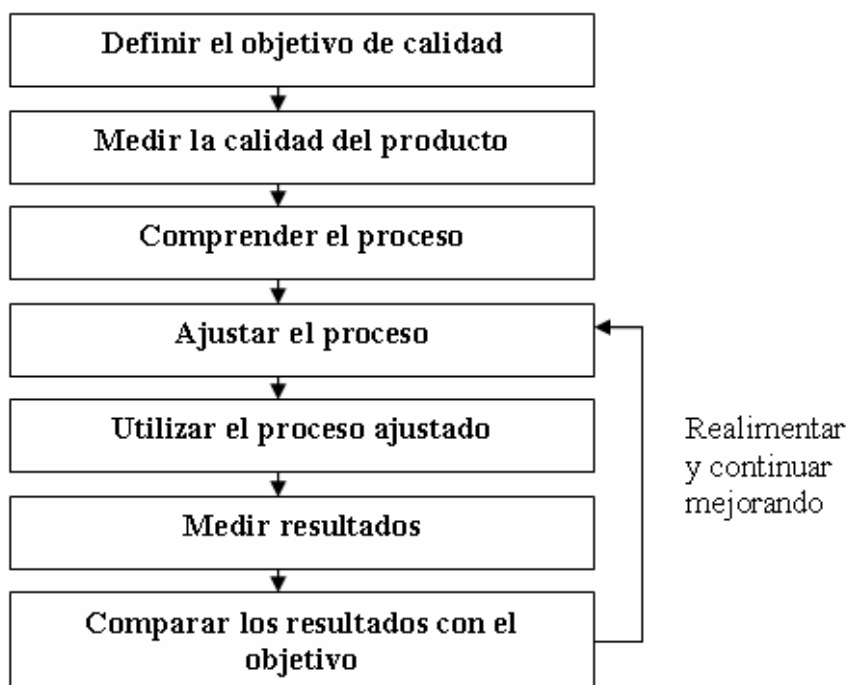 Definir el objetivo de calidad
Medir la calidad del producto
Comprender el proceso
Ajustar el proceso
Utilizar el proceso ajustado
Medir resultados
Comparar los resultados con el
objetivo
Realimentar
y continuar
mejorando